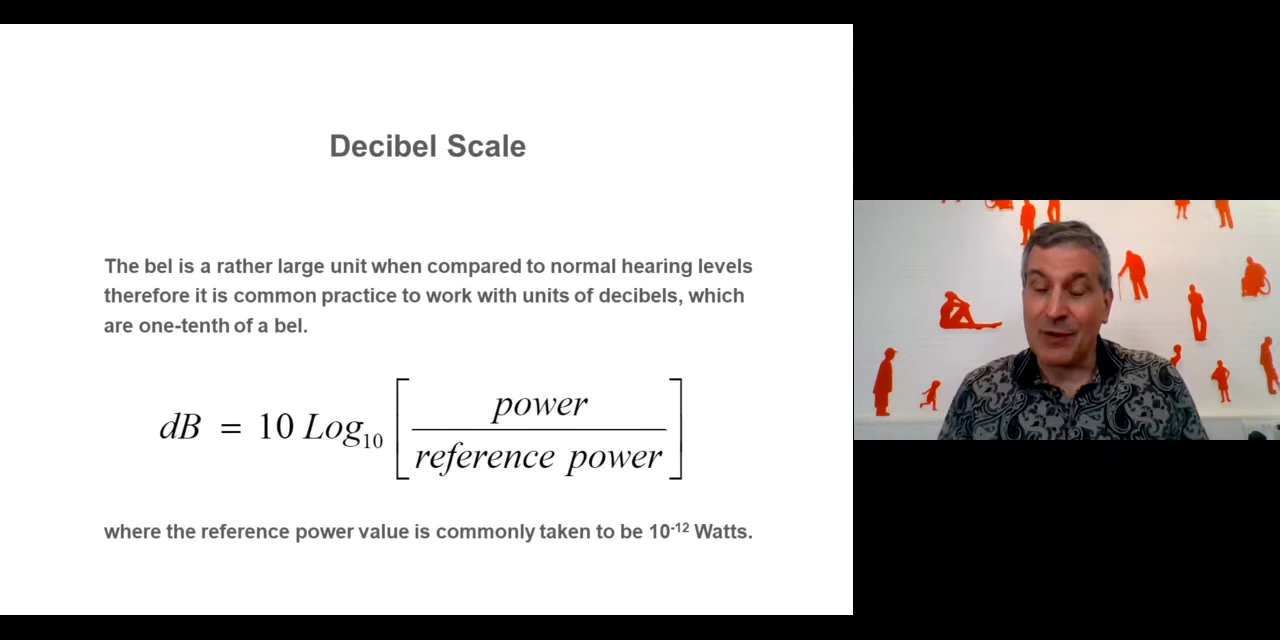 Decibel Scale
The bel is a rather large unit when compared to normal hearing levels
therefore it is common practice to work with units of decibels, which
are one-tenth of a bel.
dB = 10 Log₁₀ [ power / reference power ]
where the reference power value is commonly taken to be 10⁻¹² Watts.